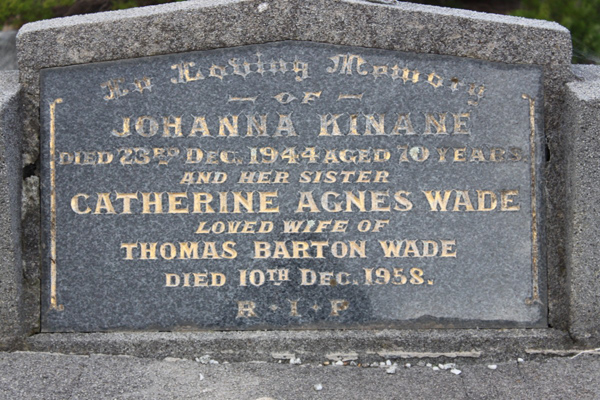 In Loving Memory
OF
JOHANNA KINANE
DIED 23RD DEC. 1944 AGED 70 YEARS.
AND HER SISTER
CATHERINE AGNES WADE
LOVED WIFE OF
THOMAS BARTON WADE
DIED 10TH DEC. 1958.
R·I·P